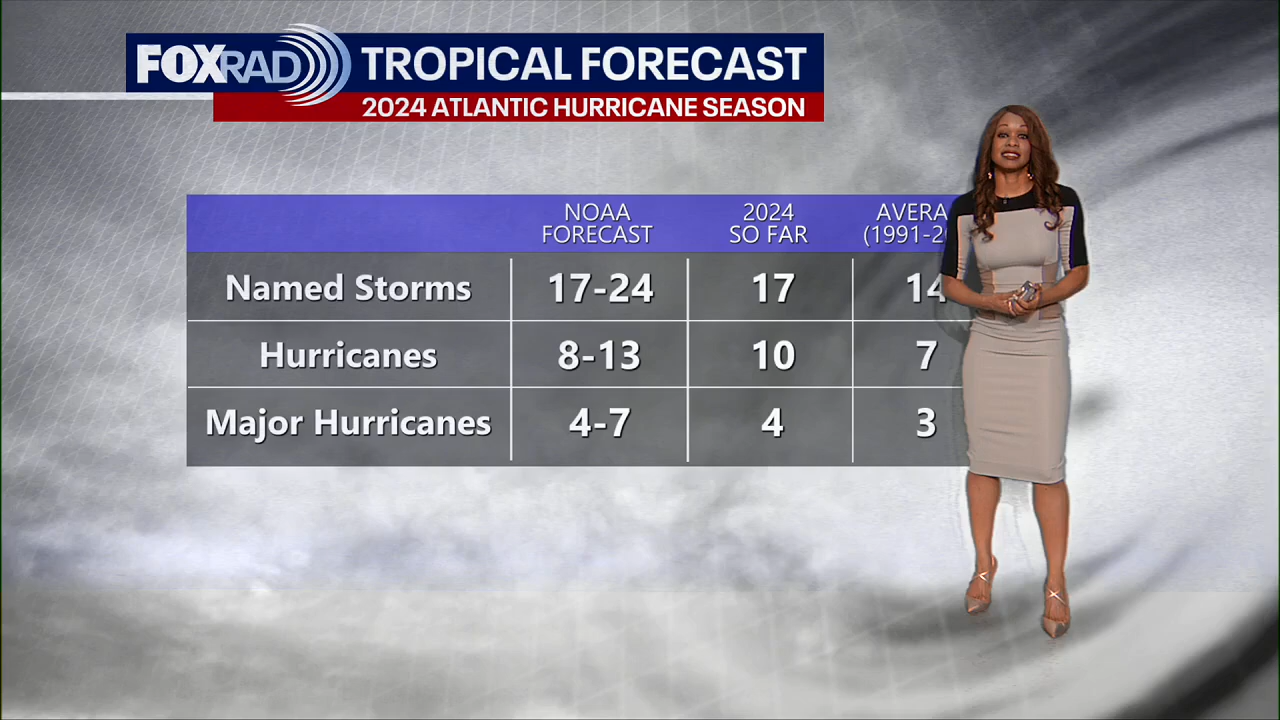 FOXRAD TROPICAL FORECAST
2024 ATLANTIC HURRICANE SEASON
NOAA FORECAST 2024 SO FAR
Named Storms 17-24 17 14
Hurricanes 8-13 10 7
Major Hurricanes 4-7 4 3